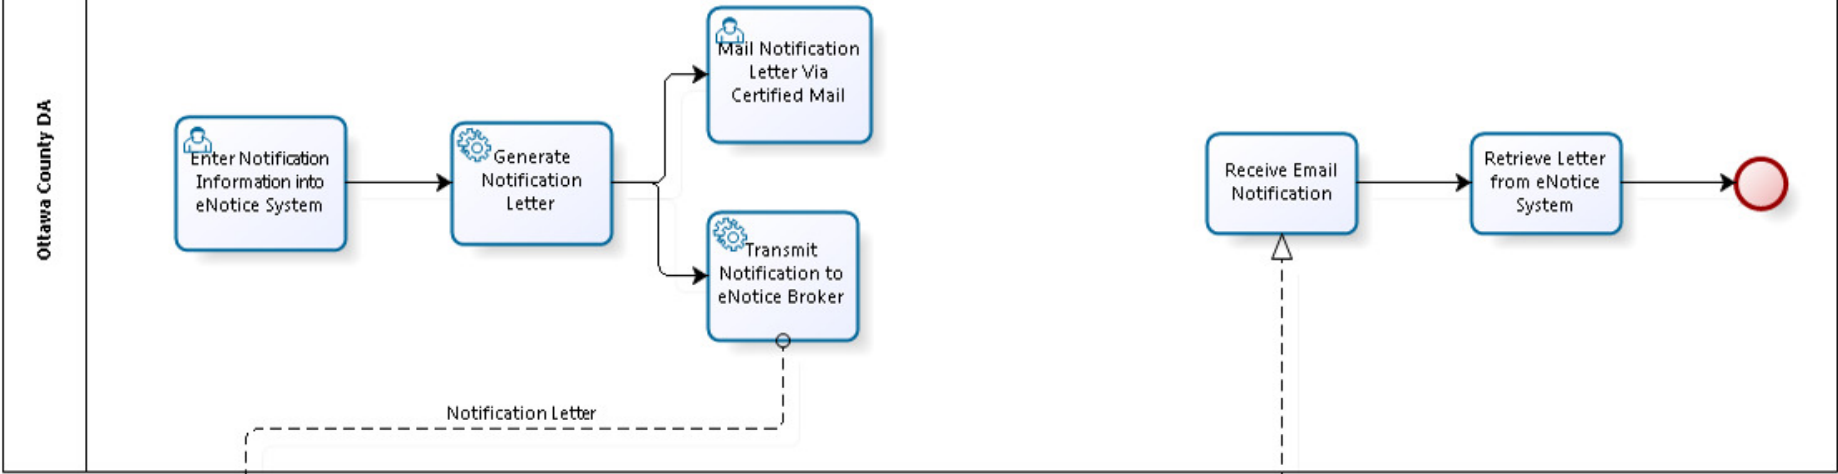 Ottawa County DA
Enter Notification
Information into
eNotice System
Generate
Notification
Letter
Mail Notification
Letter Via
Certified Mail
Transmit
Notification to
eNotice Broker
Notification Letter
Receive Email
Notification
Retrieve Letter
from eNotice
System